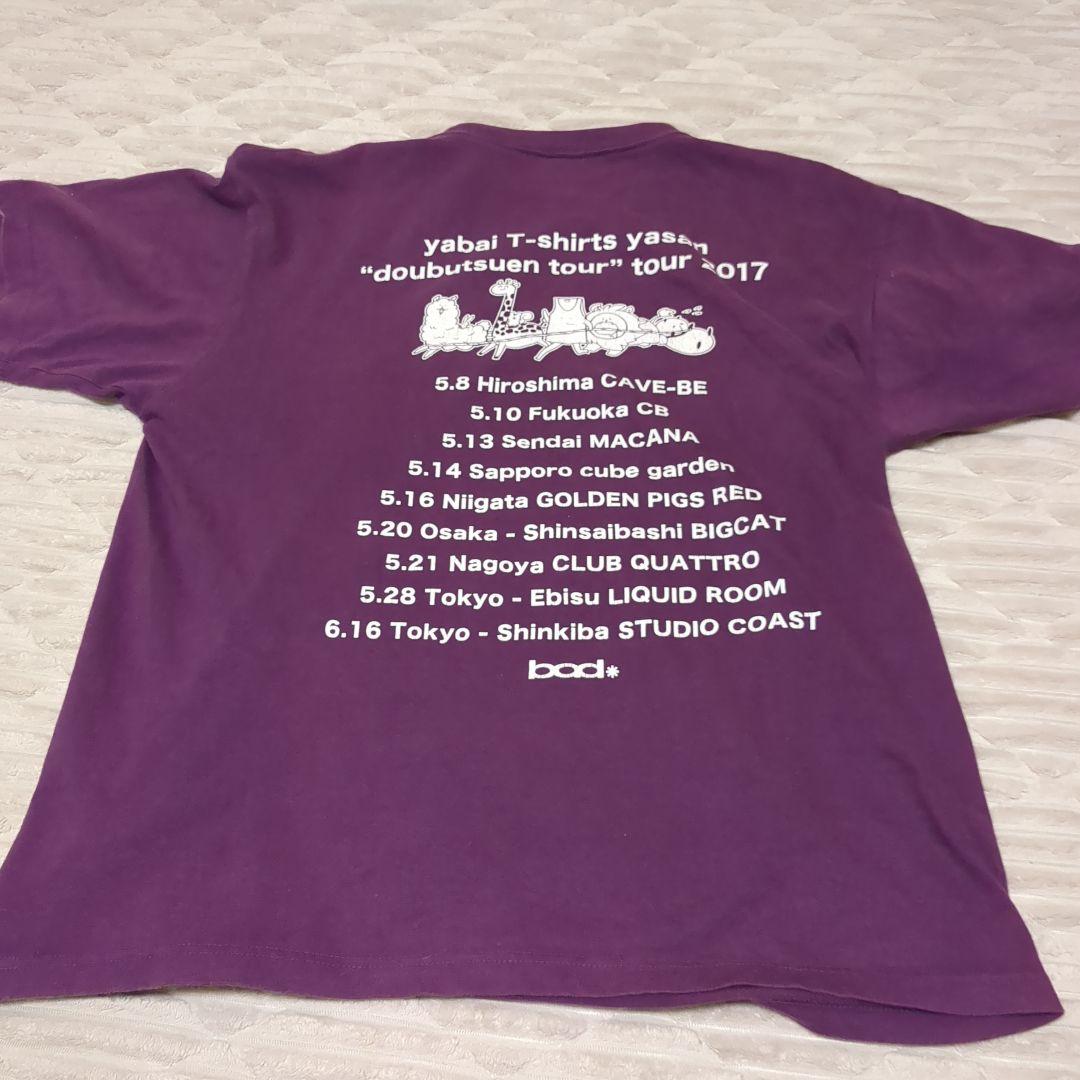 yabai T-shirts yasan
“doubutsuen tour” tour 2017
5.8 Hiroshima CAVE-BE
5.10 Fukuoka CB
5.13 Sendai MACANA
5.14 Sapporo cube garden
5.16 Niigata GOLDEN PIGS RED
5.20 Osaka - Shinsaibashi BIGCAT
5.21 Nagoya CLUB QUATTRO
5.28 Tokyo - Ebisu LIQUID ROOM
6.16 Tokyo - Shinkiba STUDIO COAST
bad*